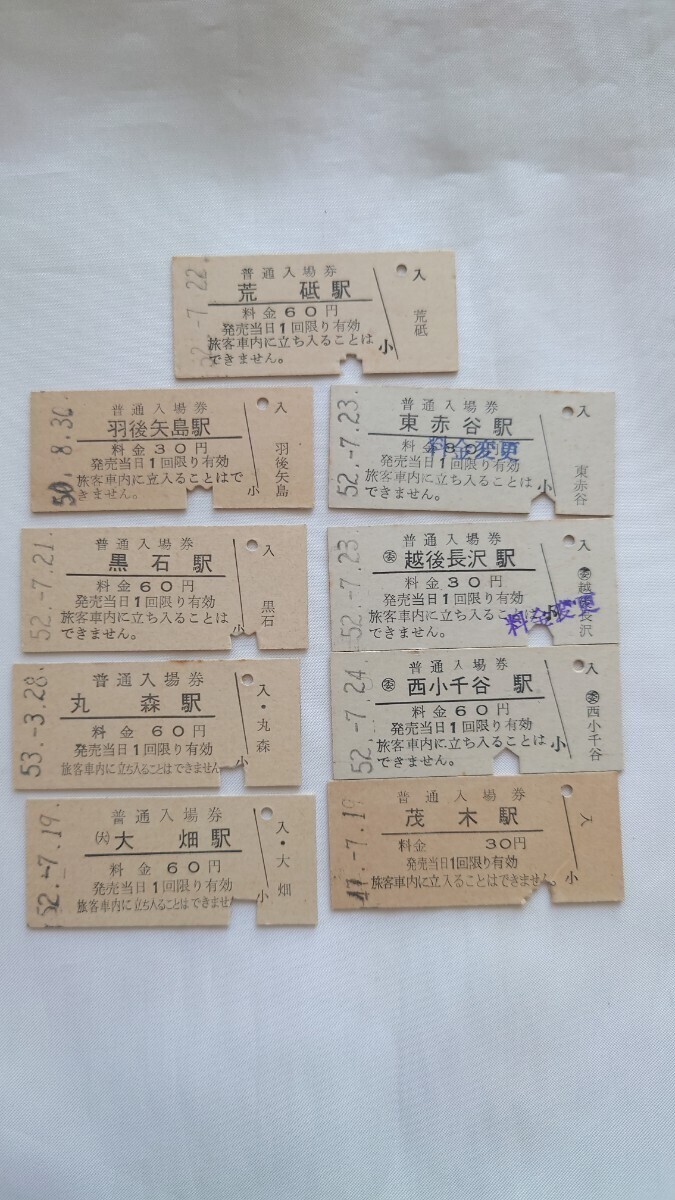 52.-7.22
普通入場券
荒砥駅
料金60円
発売当日1回限り有効
旅客車内に立ち入ることは
できません。
小
入
荒砥
50.8.30
普通入場券
羽後矢島駅
料金30円
発売当日1回限り有効
旅客車内に立入ることはで
きません。
小
入
羽後矢島
52.-7.23.
普通入場券
東赤谷駅
料金変更
発売当日1回限り有効
旅客車内に立ち入ることは
できません。
小
入
東赤谷
52.-7.21.
普通入場券
黒石駅
料金60円
発売当日1回限り有効
旅客車内に立ち入ることは
できません。
小
入
黒石
52.-7.23
普通入場券
㊕越後長沢駅
料金30円
発売当日1回限り有効
旅客車内に立ち入ることは
できません。
料金変更
入
53.-3.28.
普通入場券
丸森駅
料金60円
発売当日1回限り有効
旅客車内に立ち入ることはできません
小
入・丸森
52.-7.24
普通入場券
(委)西小千谷駅
料金60円
発売当日1回限り有効
旅客車内に立ち入ることは
できません。
小
入
(委)西小千谷
52.-7.19.
普通入場券
(大)大畑駅
料金60円
発売当日1回限り有効
旅客車内に立ち入ることはできません
小
入・大畑
47.-7.19
普通入場券
茂木駅
料金30円
発売当日1回限り有効
旅客車内に立入ることはできません。
小
入